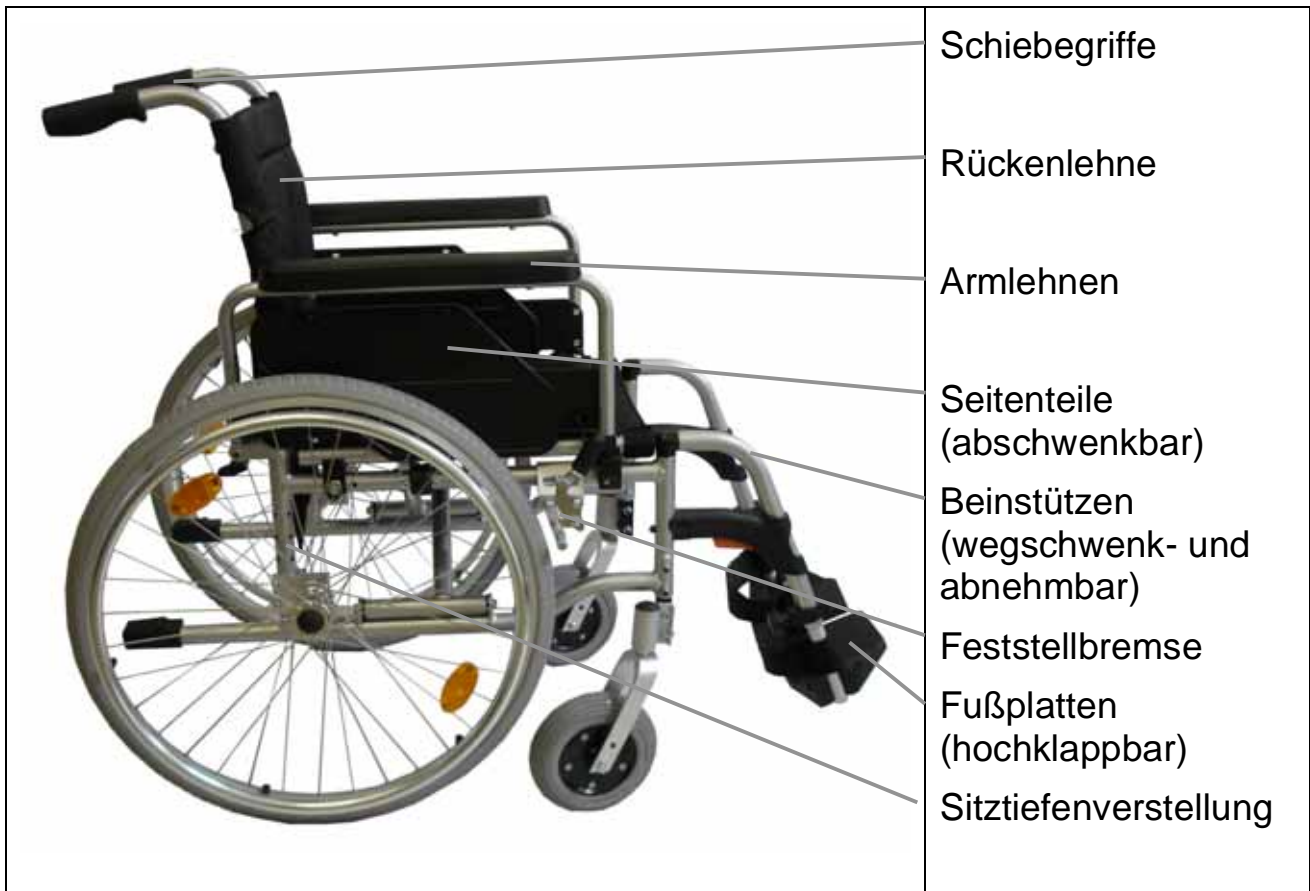 Schiebegriffe
Rückenlehne
Armlehnen
Seitenteile
(abschwenkbar)
Beinstützen
(wegschwenk- und
abnehmbar)
Feststellbremse
Fußplatten
(hochklappbar)
Sitztiefenverstellung